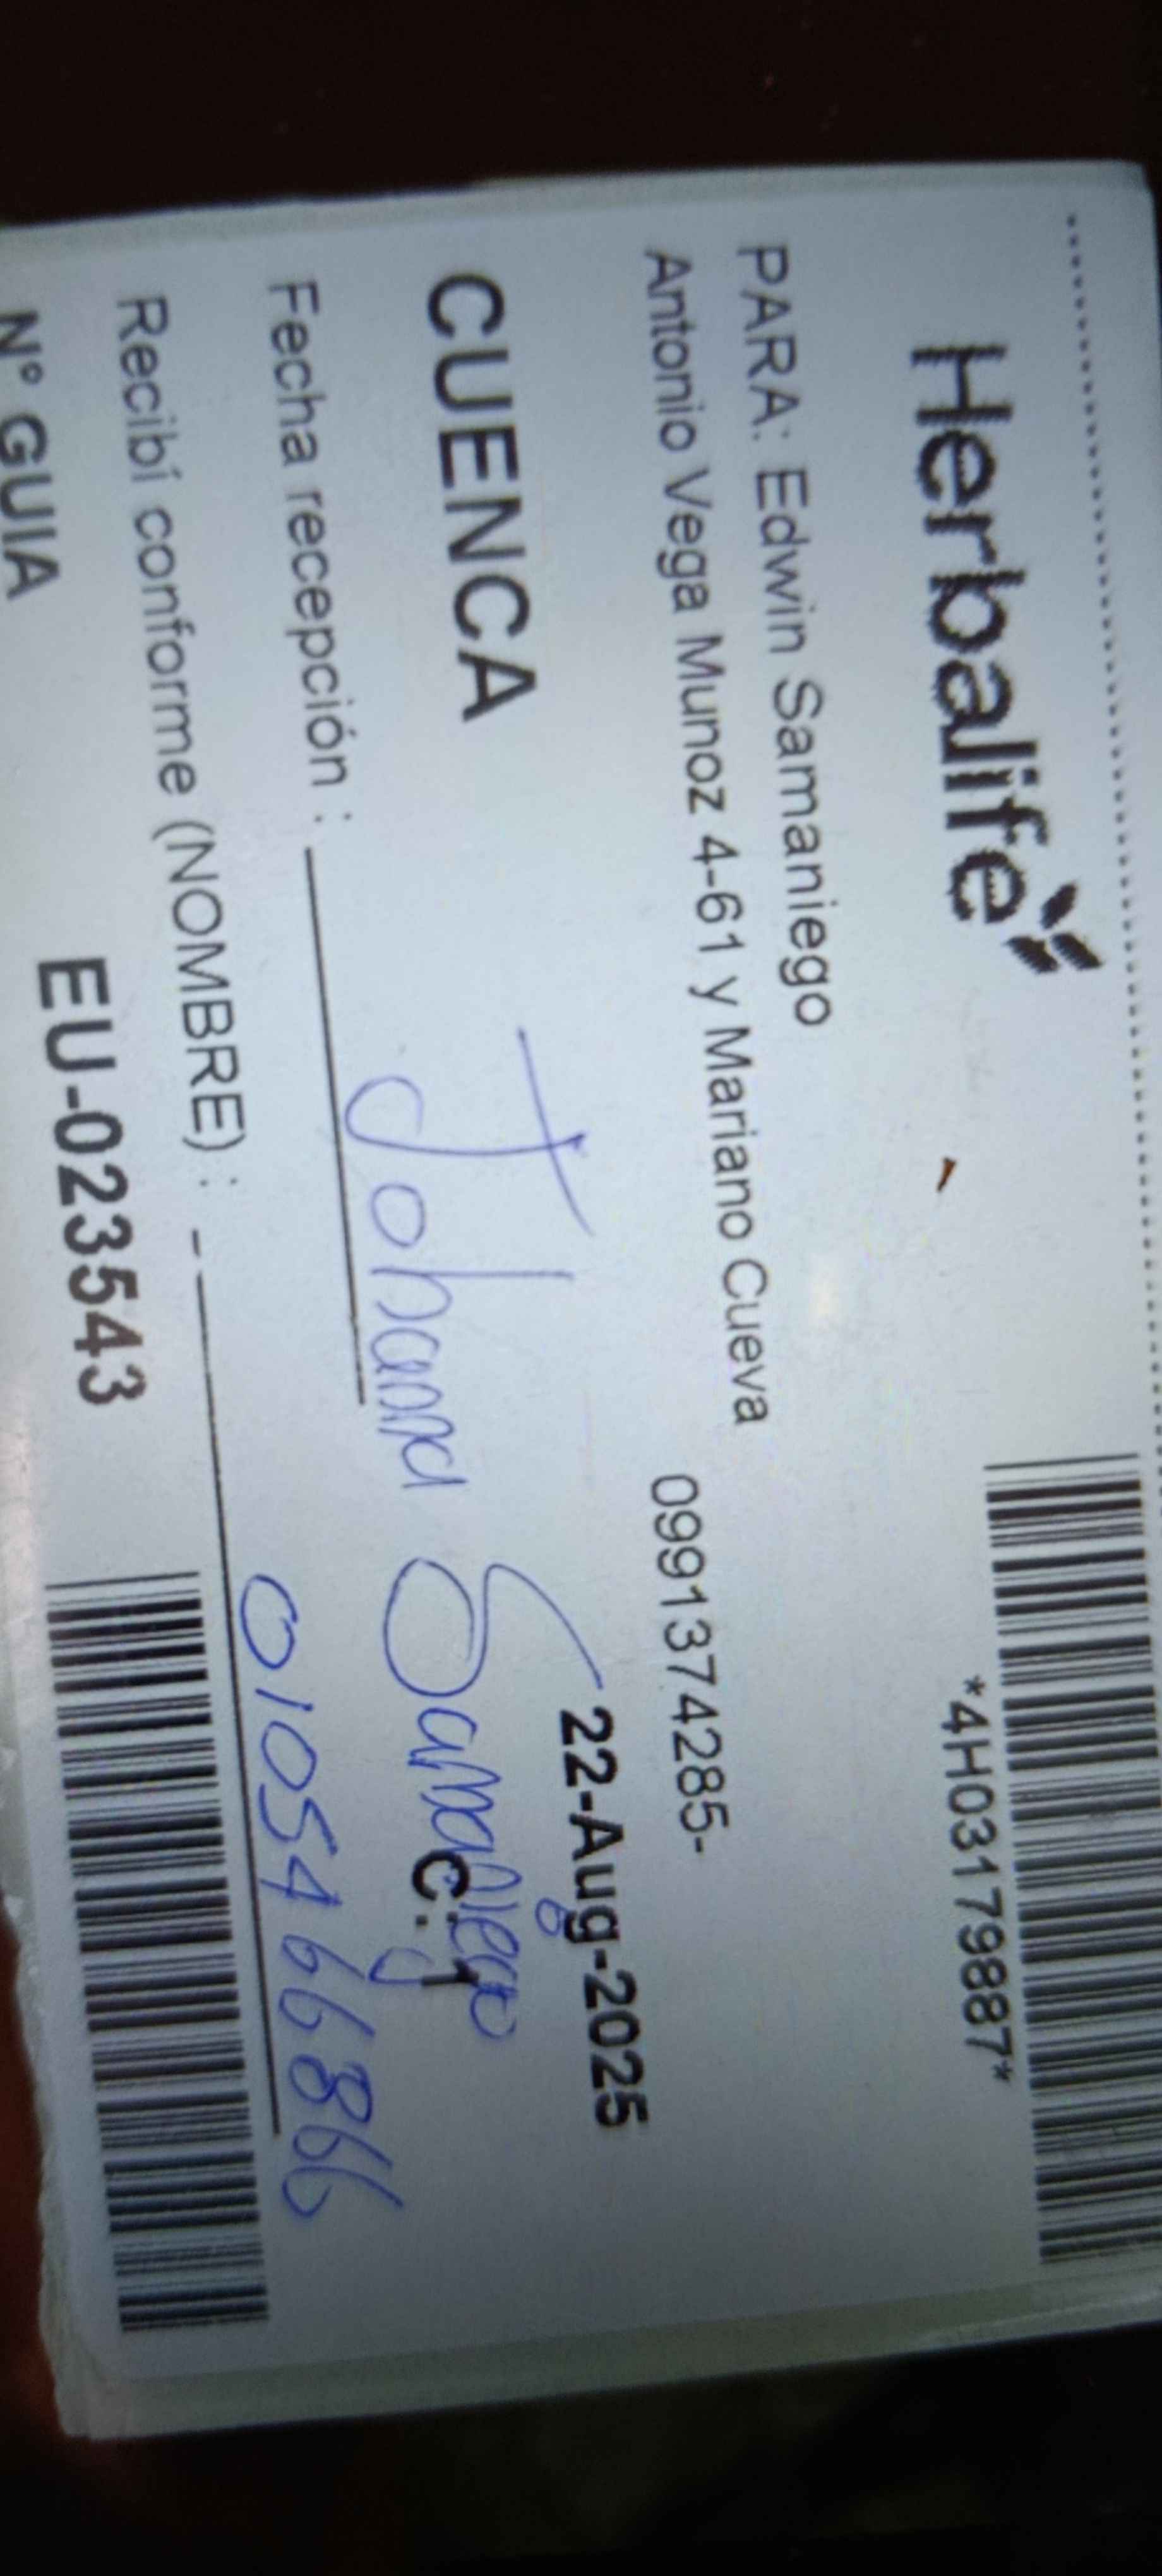 Herbalife
*4H03179887*
PARA: Edwin Samaniego
Antonio Vega Munoz 4-61 y Mariano Cueva 0991374285-
CUENCA 22-Aug-2025
Fecha recepción : Johanna Samaniego
C.I
Recibí conforme (NOMBRE) : 0105466866
N° GUIA EU-023543